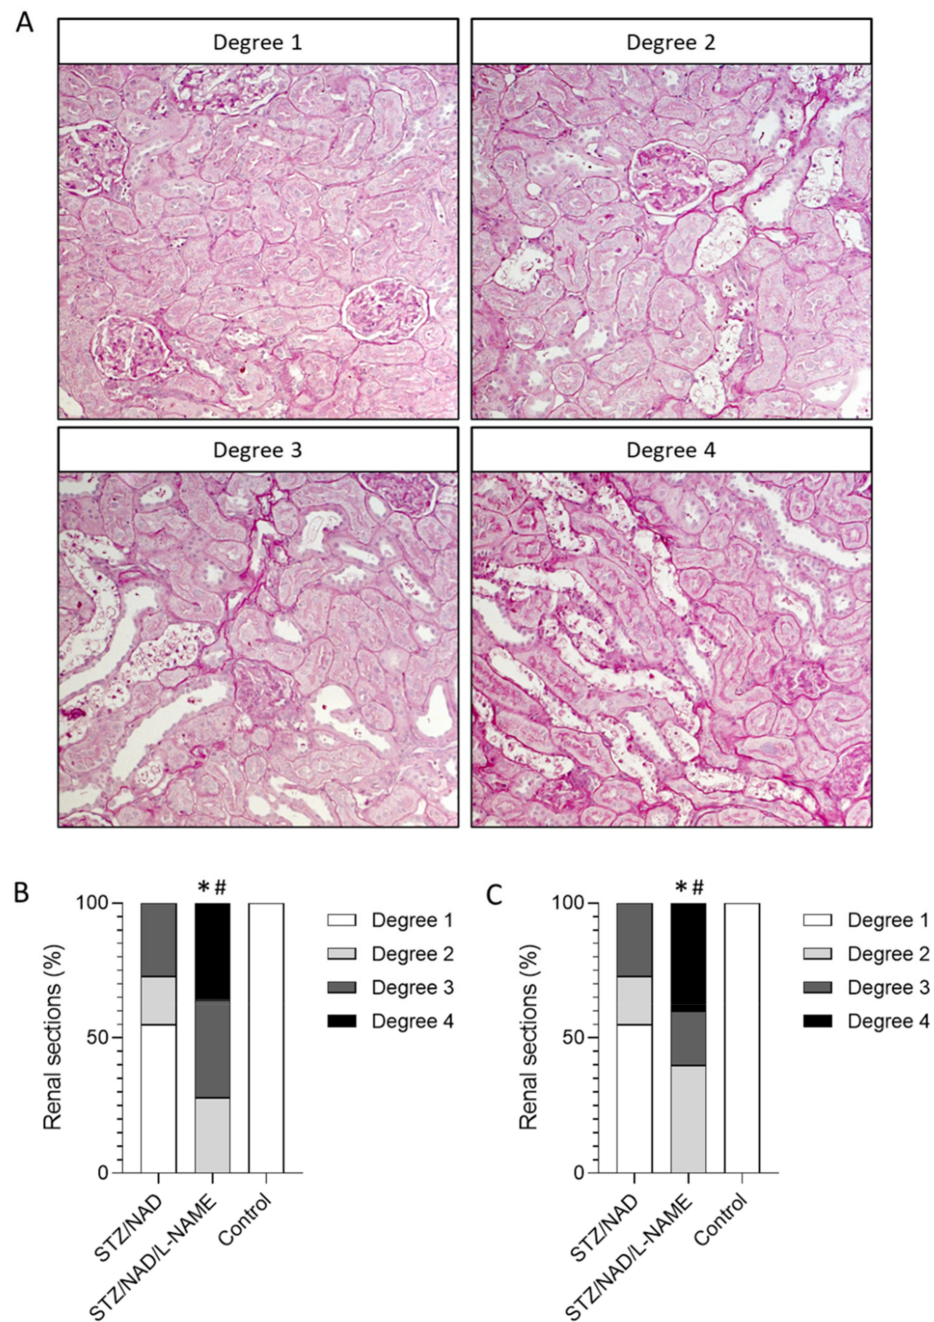 A
Degree 1
Degree 2
Degree 3
Degree 4
B
* #
100
50
0
Renal sections (%)
STZ/NAD
STZ/NAD/L-NAME
Control
Degree 1
Degree 2
Degree 3
Degree 4
C
* #
100
50
0
Renal sections (%)
STZ/NAD
STZ/NAD/L-NAME
Control
Degree 1
Degree 2
Degree 3
Degree 4